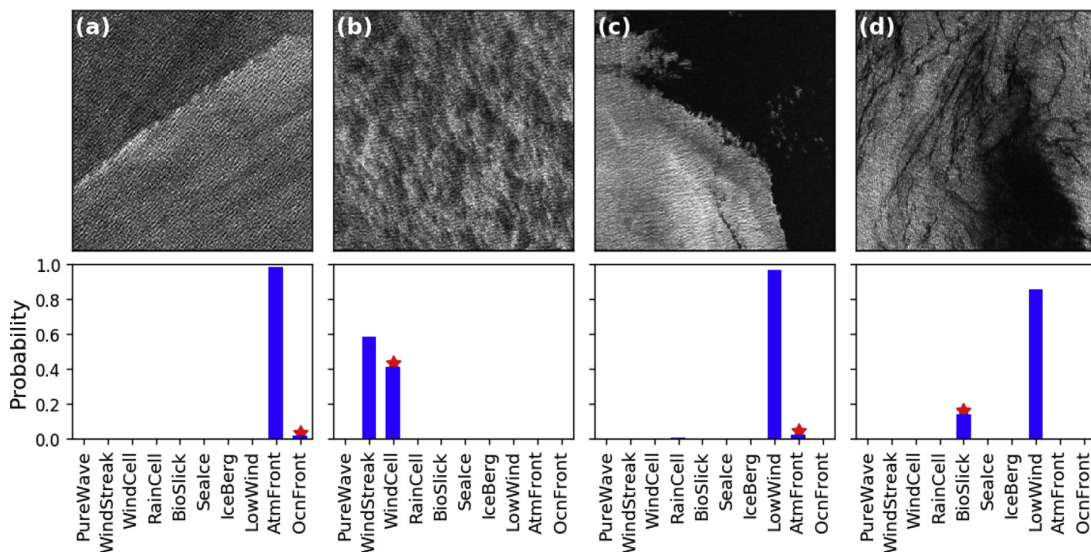 (a) (b) (c) (d)
1.0
0.8
0.6
0.4
0.2
0.0
Probability
PureWave WindStreak WindCell RainCell BioSlick SeaIce IceBerg LowWind AtmFront OcnFront
PureWave WindStreak WindCell RainCell BioSlick SeaIce IceBerg LowWind AtmFront OcnFront
PureWave WindStreak WindCell RainCell BioSlick SeaIce IceBerg LowWind AtmFront OcnFront
PureWave WindStreak WindCell RainCell BioSlick SeaIce IceBerg LowWind AtmFront OcnFront